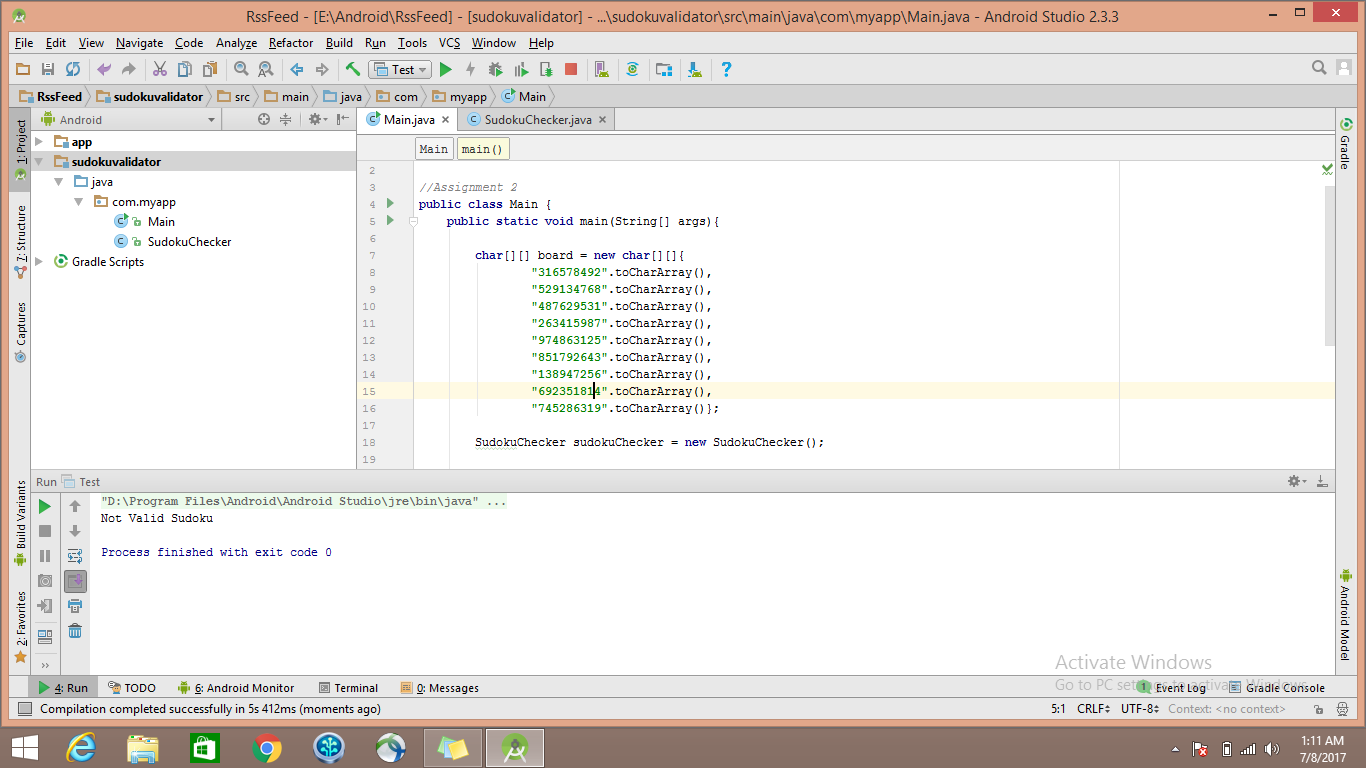 RssFeed - [E:\Android\RssFeed] - [sudokuvalidator] - ...\sudokuvalidator\src\main\java\com\myapp\Main.java - Android Studio 2.3.3
File Edit View Navigate Code Analyze Refactor Build Run Tools VCS Window Help
Test
RssFeed sudokuvalidator src main java com myapp Main
Android
Main.java SudokuChecker.java
1: Project
7: Structure
Captures
Build Variants
2: Favorites
app
sudokuvalidator
java
com.myapp
Main
SudokuChecker
Gradle Scripts
Main main()
2
3 //Assignment 2
4 public class Main {
5 public static void main(String[] args){
6
7 char[][] board = new char[][]{
8 "316578492".toCharArray(),
9 "529134768".toCharArray(),
10 "487629531".toCharArray(),
11 "263415987".toCharArray(),
12 "974863125".toCharArray(),
13 "851792643".toCharArray(),
14 "138947256".toCharArray(),
15 "692351814".toCharArray(),
16 "745286319".toCharArray()};
17
18 SudokuChecker sudokuChecker = new SudokuChecker();
19
Gradle
Android Model
Run Test
"D:\Program Files\Android\Android Studio\jre\bin\java" ...
Not Valid Sudoku
Process finished with exit code 0
Activate Windows
Go to PC settings to activate Windows.
4: Run TODO 6: Android Monitor Terminal 0: Messages 1 Event Log Gradle Console
Compilation completed successfully in 5s 412ms (moments ago) 5:1 CRLF UTF-8 Context: <no context>
1:11 AM
7/8/2017